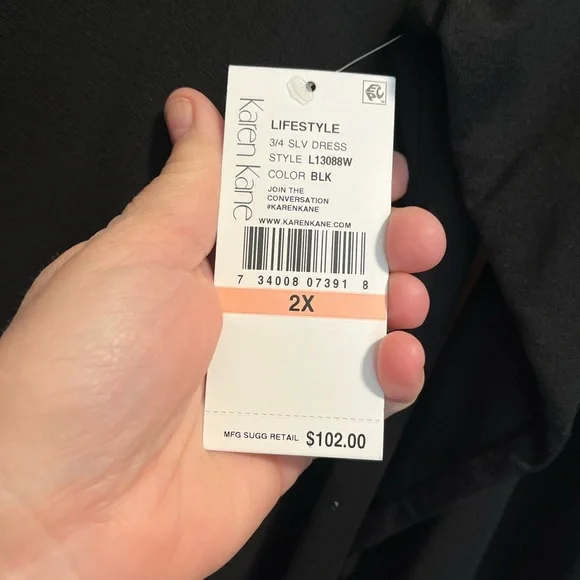 Karen Kane
LIFESTYLE
3/4 SLV DRESS
STYLE L13088W
COLOR BLK
JOIN THE
CONVERSATION
#KARENKANE
WWW.KARENKANE.COM
7 34008 07391 8
2X
MFG SUGG RETAIL $102.00